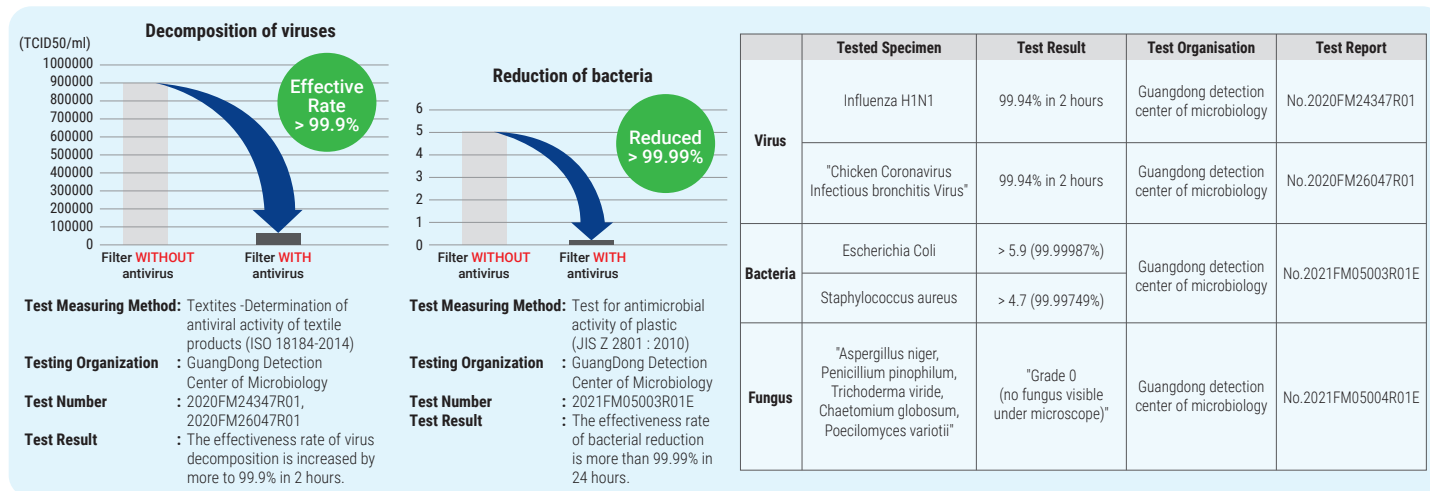 Decomposition of viruses
(TCID50/ml)
1000000
900000
800000
700000
600000
500000
400000
300000
200000
100000
0
Effective
Rate
> 99.9%
Filter WITHOUT
antivirus
Filter WITH
antivirus
Test Measuring Method: Textites -Determination of
antiviral activity of textile
products (ISO 18184-2014)
Testing Organization : GuangDong Detection
Center of Microbiology
Test Number : 2020FM24347R01,
2020FM26047R01
Test Result : The effectiveness rate of virus
decomposition is increased by
more to 99.9% in 2 hours.
Reduction of bacteria
6
5
4
3
2
1
0
Reduced
> 99.99%
Filter WITHOUT
antivirus
Filter WITH
antivirus
Test Measuring Method: Test for antimicrobial
activity of plastic
(JIS Z 2801 : 2010)
Testing Organization : GuangDong Detection
Center of Microbiology
Test Number : 2021FM05003R01E
Test Result : The effectiveness rate
of bacterial reduction
is more than 99.99% in
24 hours.
Tested Specimen Test Result Test Organisation Test Report
Virus
Influenza H1N1
99.94% in 2 hours
Guangdong detection
center of microbiology
No.2020FM24347R01
"Chicken Coronavirus
Infectious bronchitis Virus"
99.94% in 2 hours
Guangdong detection
center of microbiology
No.2020FM26047R01
Bacteria
Escherichia Coli
> 5.9 (99.99987%)
Staphylococcus aureus
> 4.7 (99.99749%)
Guangdong detection
center of microbiology
No.2021FM05003R01E
Fungus
"Aspergillus niger,
Penicillium pinophilum,
Trichoderma viride,
Chaetomium globosum,
Poecilomyces variotii"
"Grade 0
(no fungus visible
under microscope)"
Guangdong detection
center of microbiology
No.2021FM05004R01E